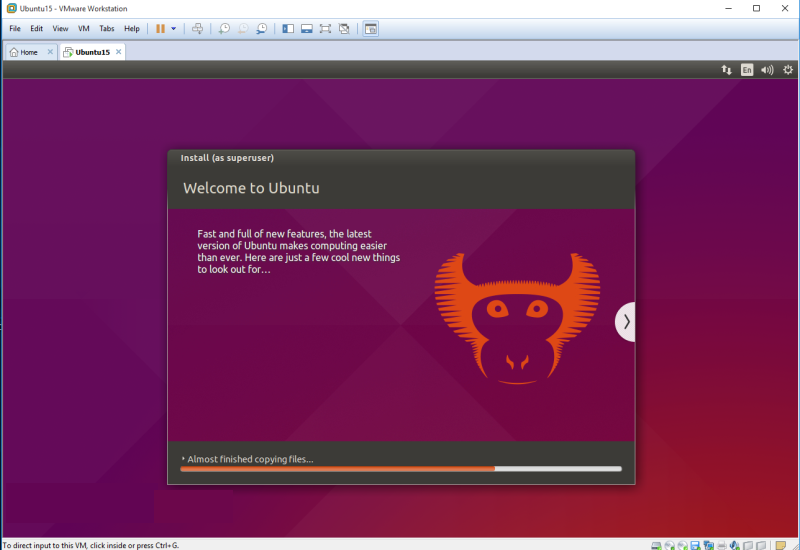 Ubuntu15 - VMware Workstation
File Edit View VM Tabs Help
Home Ubuntu15
En
Install (as superuser)
Welcome to Ubuntu
Fast and full of new features, the latest
version of Ubuntu makes computing easier
than ever. Here are just a few cool new things
to look out for...
Almost finished copying files...
To direct input to this VM, click inside or press Ctrl+G.